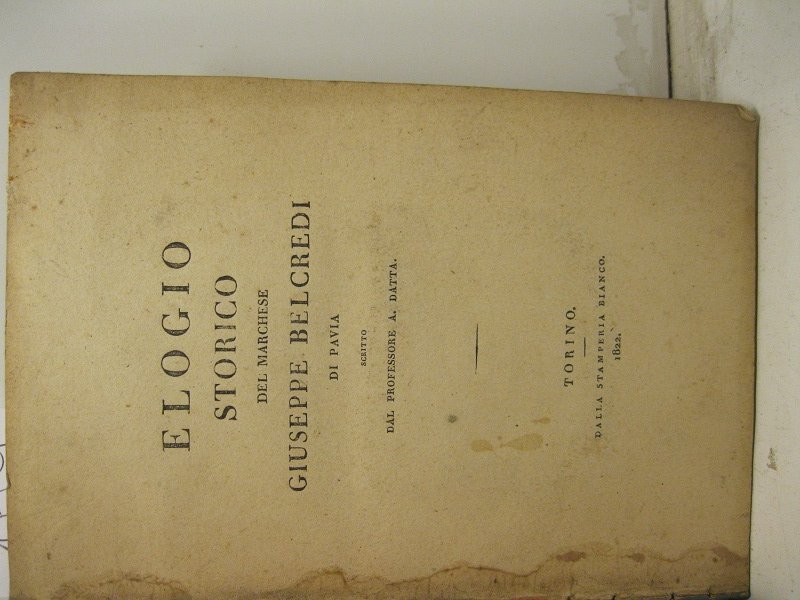 ELOGIO
STORICO
DEL MARCHESE
GIUSEPPE BELCREDI
DI PAVIA
SCRITTO
DAL PROFESSORE A. DATTA.
TORINO.
DALLA STAMPERIA BIANCO.
1822.